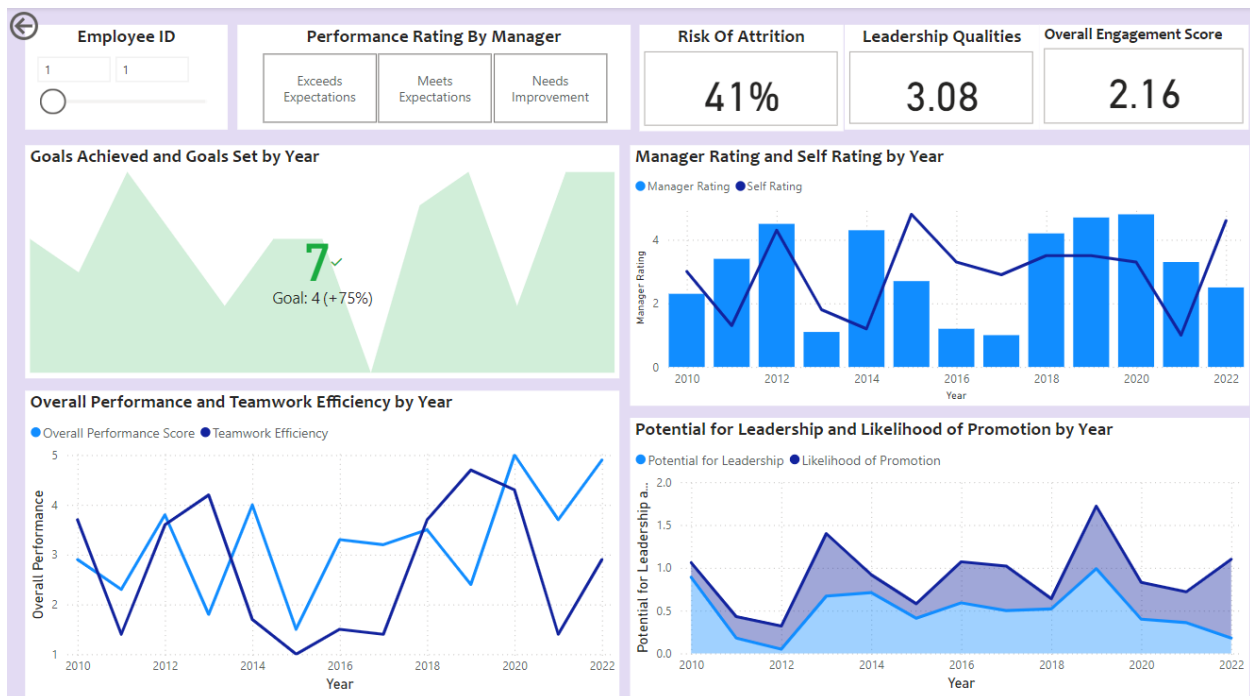 Employee ID
1
1
Performance Rating By Manager
Exceeds
Expectations
Meets
Expectations
Needs
Improvement
Risk Of Attrition
41%
Leadership Qualities
3.08
Overall Engagement Score
2.16
Goals Achieved and Goals Set by Year
7
Goal: 4 (+75%)
Manager Rating and Self Rating by Year
Manager Rating
Self Rating
Manager Rating
4
2
0
2010
2012
2014
2016
2018
2020
2022
Year
Overall Performance and Teamwork Efficiency by Year
Overall Performance Score
Teamwork Efficiency
Overall Performance
5
4
3
2
1
2010
2012
2014
2016
2018
2020
2022
Year
Potential for Leadership and Likelihood of Promotion by Year
Potential for Leadership
Likelihood of Promotion
Potential for Leadership a...
2.0
1.5
1.0
0.5
0.0
2010
2012
2014
2016
2018
2020
2022
Year